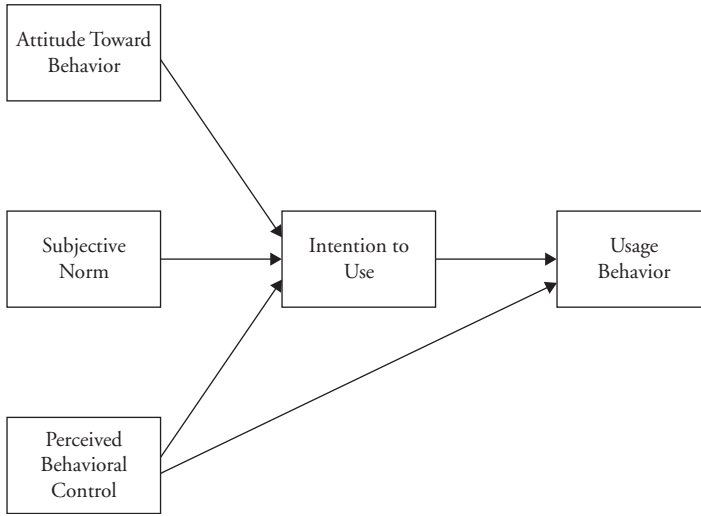 Attitude Toward
Behavior
Subjective
Norm
Intention to
Use
Usage
Behavior
Perceived
Behavioral
Control